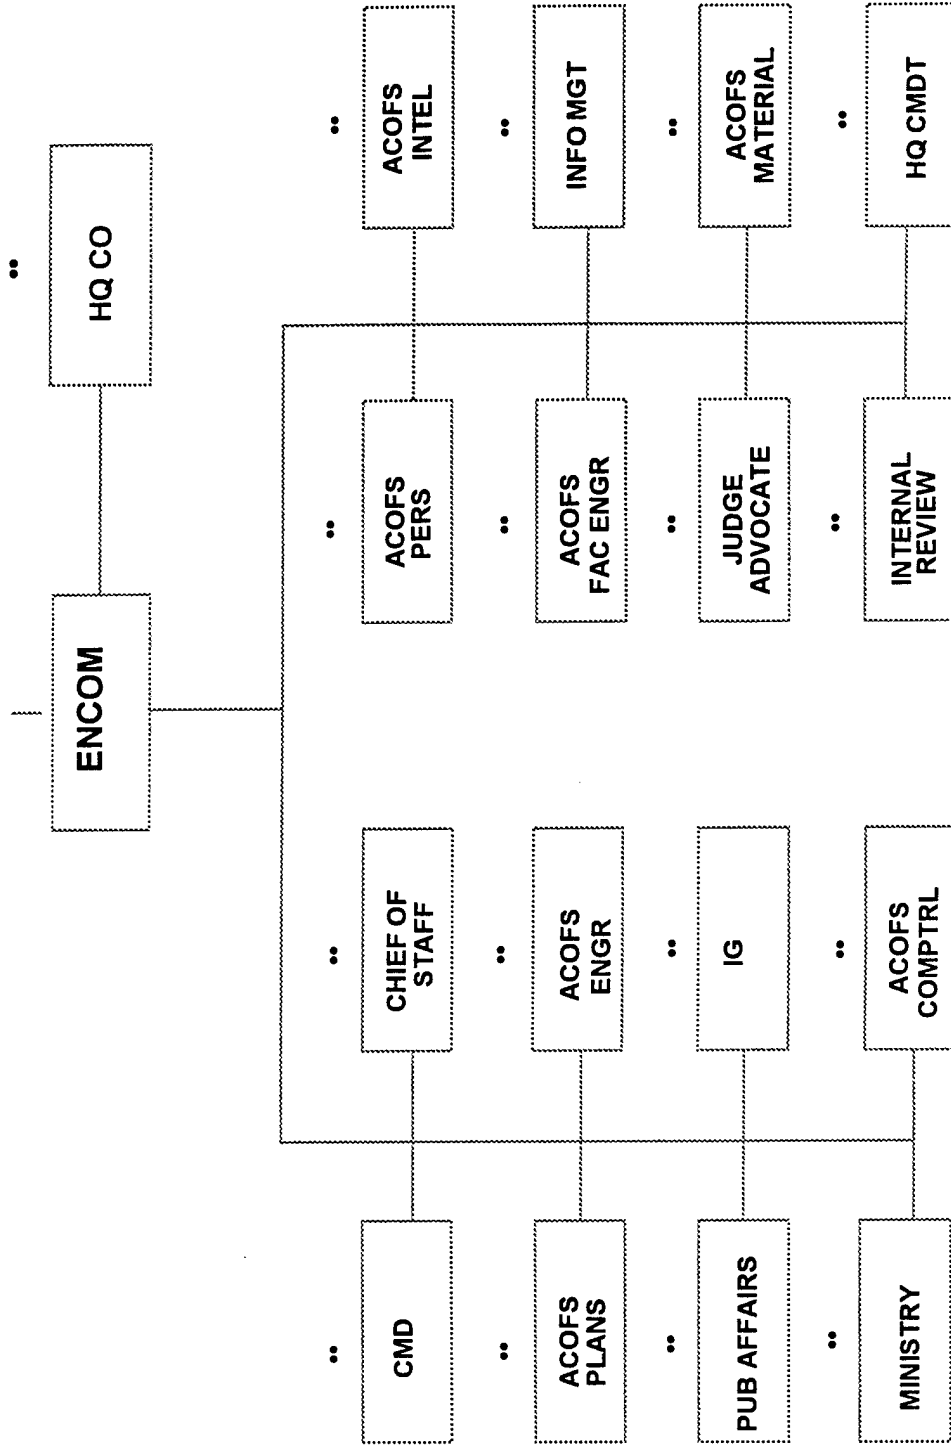 ENCOM
HQ CO
CMD
CHIEF OF
STAFF
ACOFS
PERS
ACOFS
INTEL
ACOFS
PLANS
ACOFS
ENGR
ACOFS
FAC ENGR
INFO MGT
PUB AFFAIRS
IG
JUDGE
ADVOCATE
ACOFS
MATERIAL
MINISTRY
ACOFS
COMPTRL
INTERNAL
REVIEW
HQ CMDT